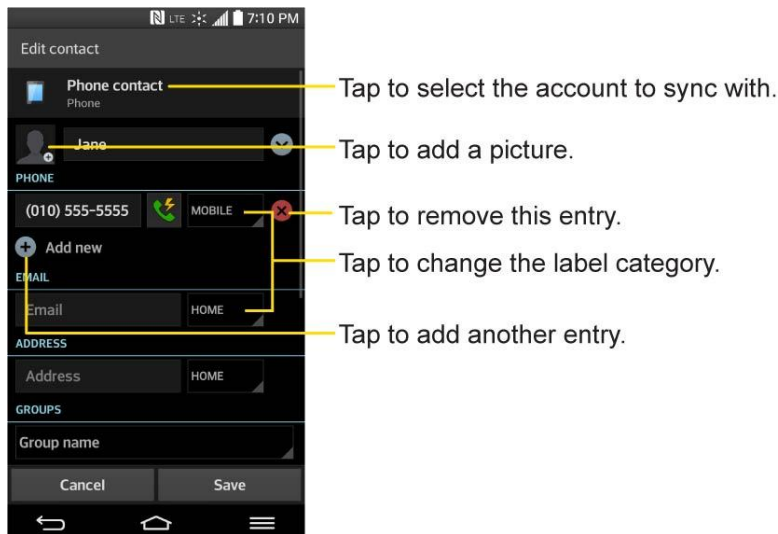 LTE 7:10 PM
Edit contact
Phone contact
Phone
Tap to select the account to sync with.
Jane
Tap to add a picture.
PHONE
(010) 555-5555 MOBILE
Tap to remove this entry.
Add new
Tap to change the label category.
EMAIL
Email HOME
Tap to add another entry.
ADDRESS
Address HOME
GROUPS
Group name
Cancel Save